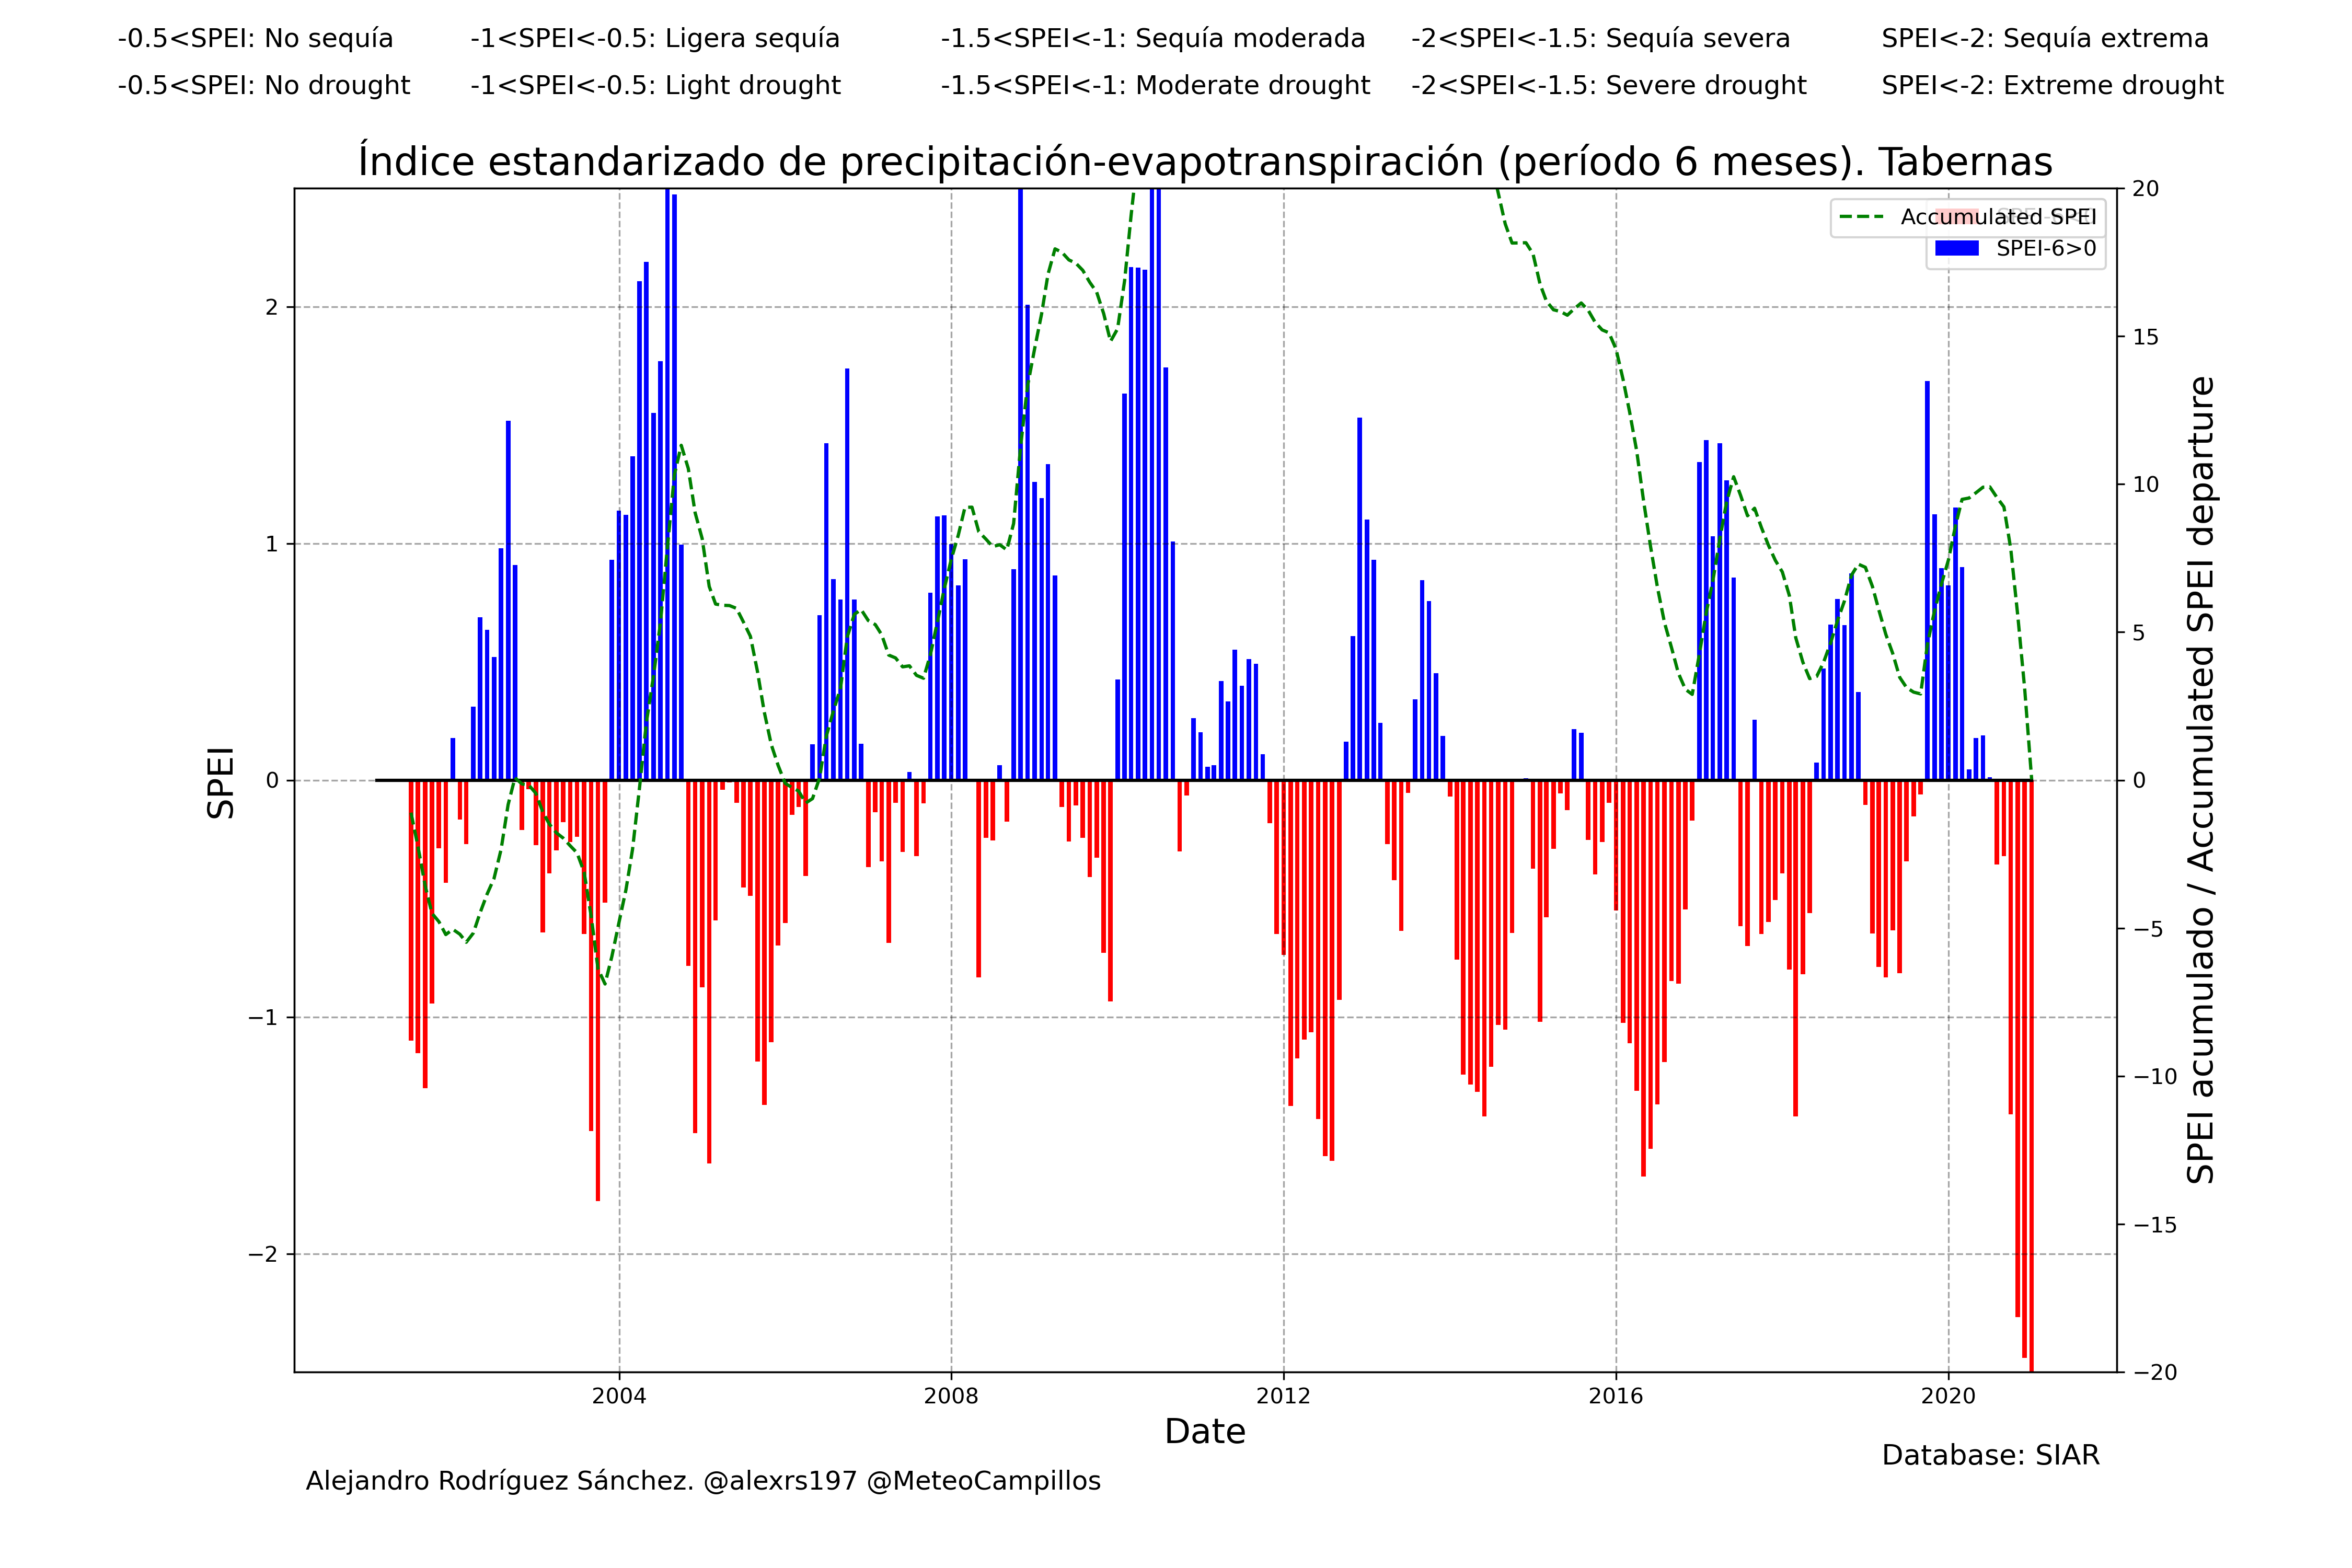 -0.5<SPEI: No sequía -1<SPEI<-0.5: Ligera sequía -1.5<SPEI<-1: Sequía moderada -2<SPEI<-1.5: Sequía severa SPEI<-2: Sequía extrema
-0.5<SPEI: No drought -1<SPEI<-0.5: Light drought -1.5<SPEI<-1: Moderate drought -2<SPEI<-1.5: Severe drought SPEI<-2: Extreme drought
Índice estandarizado de precipitación-evapotranspiración (período 6 meses). Tabernas
Accumulated SPEI
SPEI-6>0
SPEI
2
1
0
−1
−2
20
15
10
5
0
−5
−10
−15
−20
SPEI acumulado / Accumulated SPEI departure
2004 2008 2012 2016 2020
Date
Database: SIAR
Alejandro Rodríguez Sánchez. @alexrs197 @MeteoCampillos